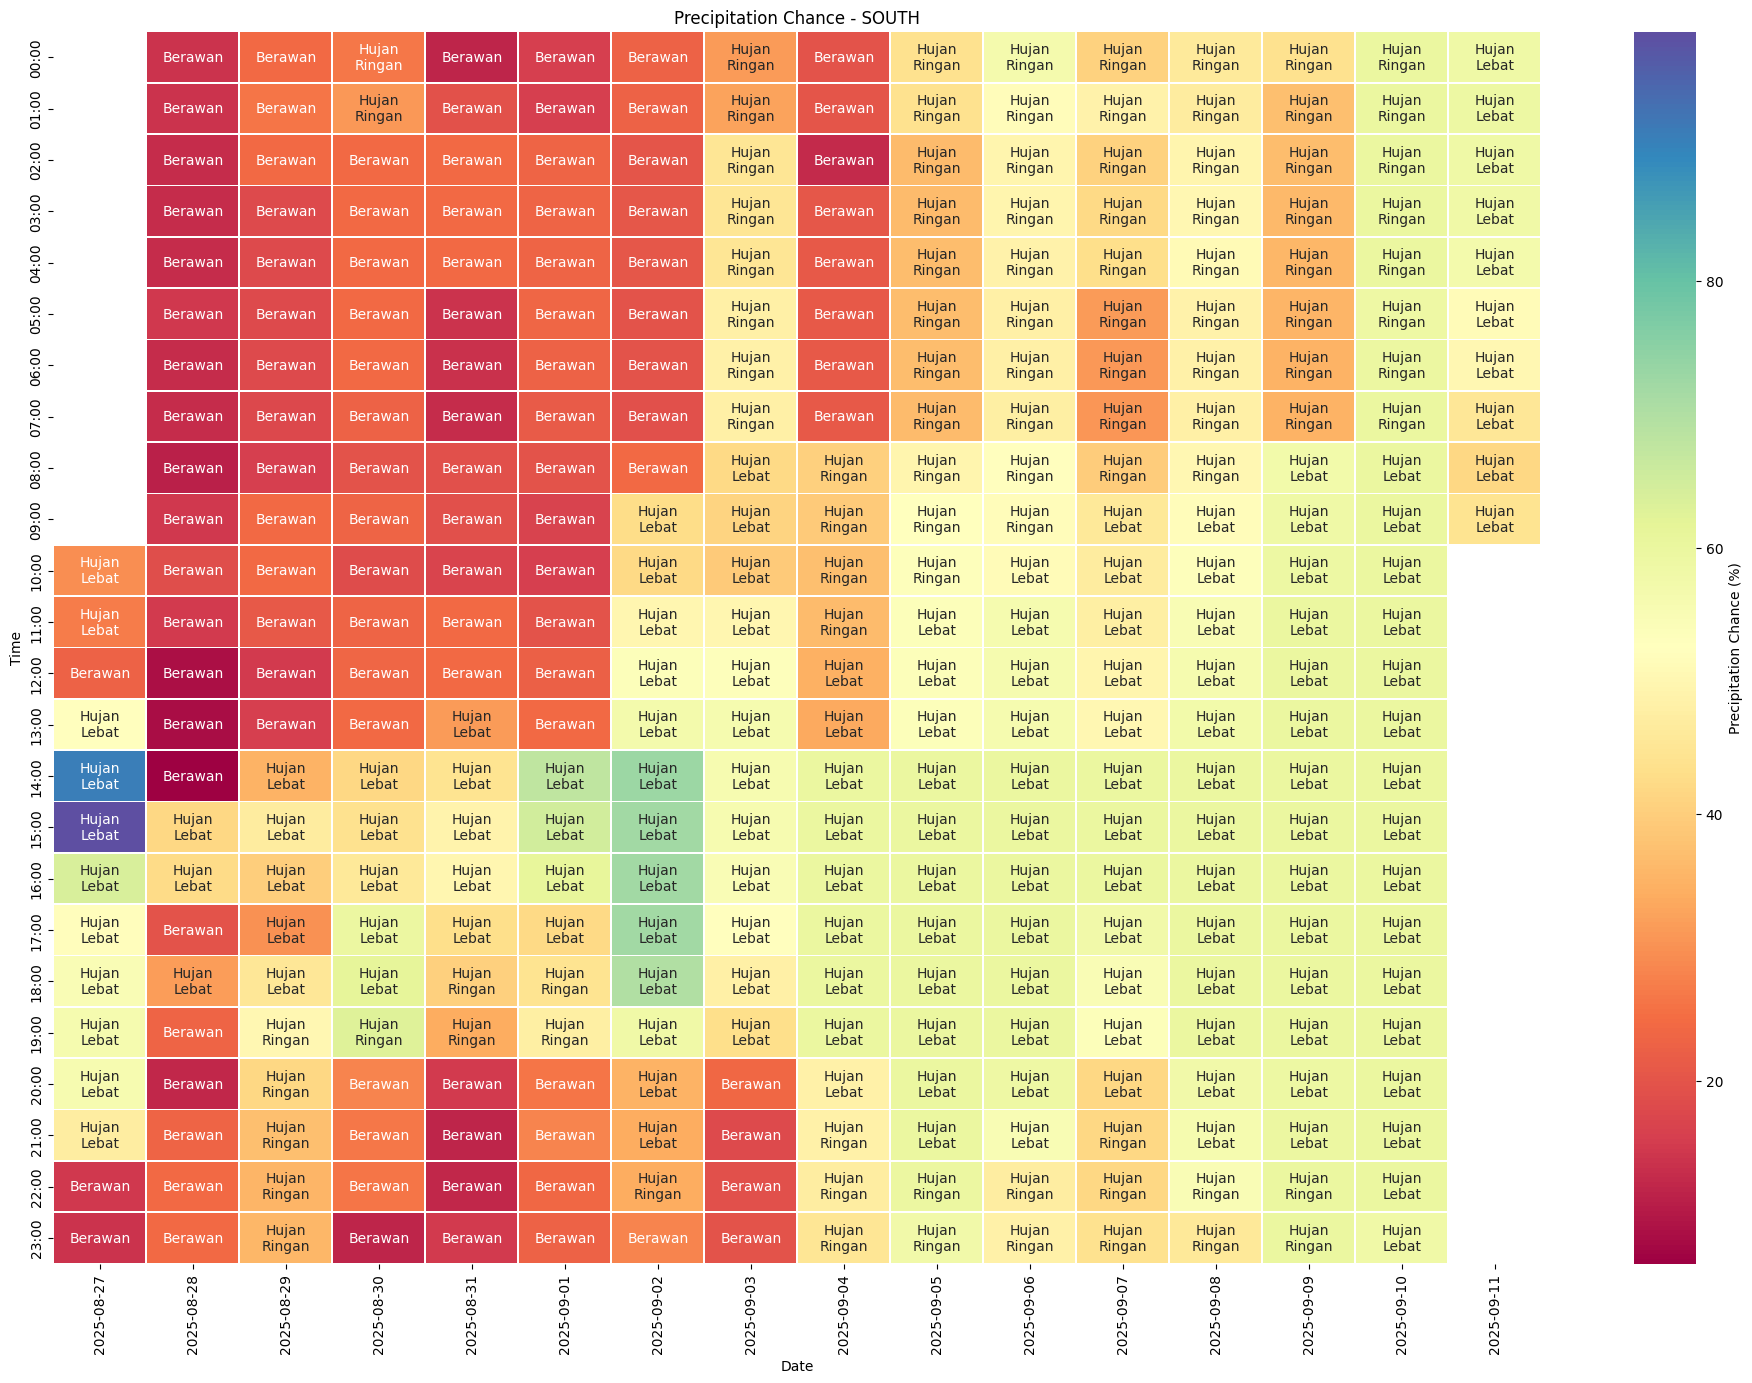 Precipitation Chance - SOUTH
00:00 Berawan Berawan Hujan Ringan Berawan Berawan Berawan Hujan Ringan Berawan Hujan Ringan Hujan Ringan Hujan Ringan Hujan Ringan Hujan Ringan Hujan Ringan Hujan Lebat
01:00 Berawan Berawan Hujan Ringan Berawan Berawan Berawan Hujan Ringan Berawan Hujan Ringan Hujan Ringan Hujan Ringan Hujan Ringan Hujan Ringan Hujan Ringan Hujan Lebat
02:00 Berawan Berawan Berawan Berawan Berawan Berawan Hujan Ringan Berawan Hujan Ringan Hujan Ringan Hujan Ringan Hujan Ringan Hujan Ringan Hujan Ringan Hujan Lebat
03:00 Berawan Berawan Berawan Berawan Berawan Berawan Hujan Ringan Berawan Hujan Ringan Hujan Ringan Hujan Ringan Hujan Ringan Hujan Ringan Hujan Ringan Hujan Lebat
04:00 Berawan Berawan Berawan Berawan Berawan Berawan Hujan Ringan Berawan Hujan Ringan Hujan Ringan Hujan Ringan Hujan Ringan Hujan Ringan Hujan Ringan Hujan Lebat
05:00 Berawan Berawan Berawan Berawan Berawan Berawan Hujan Ringan Berawan Hujan Ringan Hujan Ringan Hujan Ringan Hujan Ringan Hujan Ringan Hujan Ringan Hujan Lebat
06:00 Berawan Berawan Berawan Berawan Berawan Berawan Hujan Ringan Berawan Hujan Ringan Hujan Ringan Hujan Ringan Hujan Ringan Hujan Ringan Hujan Ringan Hujan Lebat
07:00 Berawan Berawan Berawan Berawan Berawan Berawan Hujan Ringan Berawan Hujan Ringan Hujan Ringan Hujan Ringan Hujan Ringan Hujan Ringan Hujan Ringan Hujan Lebat
08:00 Berawan Berawan Berawan Berawan Berawan Berawan Hujan Lebat Hujan Ringan Hujan Ringan Hujan Ringan Hujan Ringan Hujan Ringan Hujan Lebat Hujan Lebat Hujan Lebat
09:00 Berawan Berawan Berawan Berawan Berawan Hujan Lebat Hujan Lebat Hujan Ringan Hujan Ringan Hujan Ringan Hujan Lebat Hujan Lebat Hujan Lebat Hujan Lebat Hujan Lebat
10:00 Hujan Lebat Berawan Berawan Berawan Berawan Berawan Hujan Lebat Hujan Lebat Hujan Ringan Hujan Ringan Hujan Lebat Hujan Lebat Hujan Lebat Hujan Lebat Hujan Lebat
11:00 Hujan Lebat Berawan Berawan Berawan Berawan Berawan Hujan Lebat Hujan Lebat Hujan Ringan Hujan Lebat Hujan Lebat Hujan Lebat Hujan Lebat Hujan Lebat Hujan Lebat
12:00 Berawan Berawan Berawan Berawan Berawan Berawan Hujan Lebat Hujan Lebat Hujan Lebat Hujan Lebat Hujan Lebat Hujan Lebat Hujan Lebat Hujan Lebat Hujan Lebat
13:00 Hujan Lebat Berawan Berawan Berawan Hujan Lebat Berawan Hujan Lebat Hujan Lebat Hujan Lebat Hujan Lebat Hujan Lebat Hujan Lebat Hujan Lebat Hujan Lebat Hujan Lebat
14:00 Hujan Lebat Berawan Hujan Lebat Hujan Lebat Hujan Lebat Hujan Lebat Hujan Lebat Hujan Lebat Hujan Lebat Hujan Lebat Hujan Lebat Hujan Lebat Hujan Lebat Hujan Lebat Hujan Lebat
15:00 Hujan Lebat Hujan Lebat Hujan Lebat Hujan Lebat Hujan Lebat Hujan Lebat Hujan Lebat Hujan Lebat Hujan Lebat Hujan Lebat Hujan Lebat Hujan Lebat Hujan Lebat Hujan Lebat Hujan Lebat
16:00 Hujan Lebat Hujan Lebat Hujan Lebat Hujan Lebat Hujan Lebat Hujan Lebat Hujan Lebat Hujan Lebat Hujan Lebat Hujan Lebat Hujan Lebat Hujan Lebat Hujan Lebat Hujan Lebat Hujan Lebat
17:00 Hujan Lebat Berawan Hujan Lebat Hujan Lebat Hujan Lebat Hujan Lebat Hujan Lebat Hujan Lebat Hujan Lebat Hujan Lebat Hujan Lebat Hujan Lebat Hujan Lebat Hujan Lebat Hujan Lebat
18:00 Hujan Lebat Hujan Lebat Hujan Lebat Hujan Lebat Hujan Ringan Hujan Ringan Hujan Lebat Hujan Lebat Hujan Lebat Hujan Lebat Hujan Lebat Hujan Lebat Hujan Lebat Hujan Lebat Hujan Lebat
19:00 Hujan Lebat Berawan Hujan Ringan Hujan Ringan Hujan Ringan Hujan Ringan Hujan Lebat Hujan Lebat Hujan Lebat Hujan Lebat Hujan Lebat Hujan Lebat Hujan Lebat Hujan Lebat Hujan Lebat
20:00 Hujan Lebat Berawan Hujan Ringan Berawan Berawan Berawan Hujan Lebat Berawan Hujan Lebat Hujan Lebat Hujan Lebat Hujan Lebat Hujan Lebat Hujan Lebat Hujan Lebat
21:00 Hujan Lebat Berawan Hujan Ringan Berawan Berawan Berawan Hujan Lebat Berawan Hujan Ringan Hujan Lebat Hujan Lebat Hujan Ringan Hujan Lebat Hujan Lebat Hujan Lebat
22:00 Berawan Berawan Hujan Ringan Berawan Berawan Berawan Hujan Ringan Berawan Hujan Ringan Hujan Ringan Hujan Ringan Hujan Ringan Hujan Ringan Hujan Ringan Hujan Lebat
23:00 Berawan Berawan Hujan Ringan Berawan Berawan Berawan Berawan Berawan Hujan Ringan Hujan Ringan Hujan Ringan Hujan Ringan Hujan Ringan Hujan Ringan Hujan Lebat
Time
2025-08-27 2025-08-28 2025-08-29 2025-08-30 2025-08-31 2025-09-01 2025-09-02 2025-09-03 2025-09-04 2025-09-05 2025-09-06 2025-09-07 2025-09-08 2025-09-09 2025-09-10 2025-09-11
Date
80
60
40
20
Precipitation Chance (%)